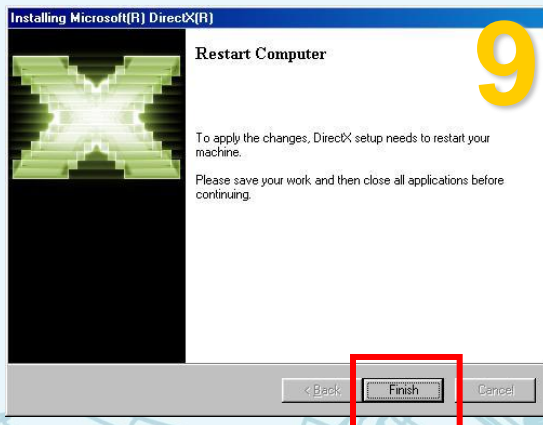 Installing Microsoft(R) DirectX(R)
9
Restart Computer
To apply the changes, DirectX setup needs to restart your
machine.
Please save your work and then close all applications before
continuing.
< Back Finish Cancel